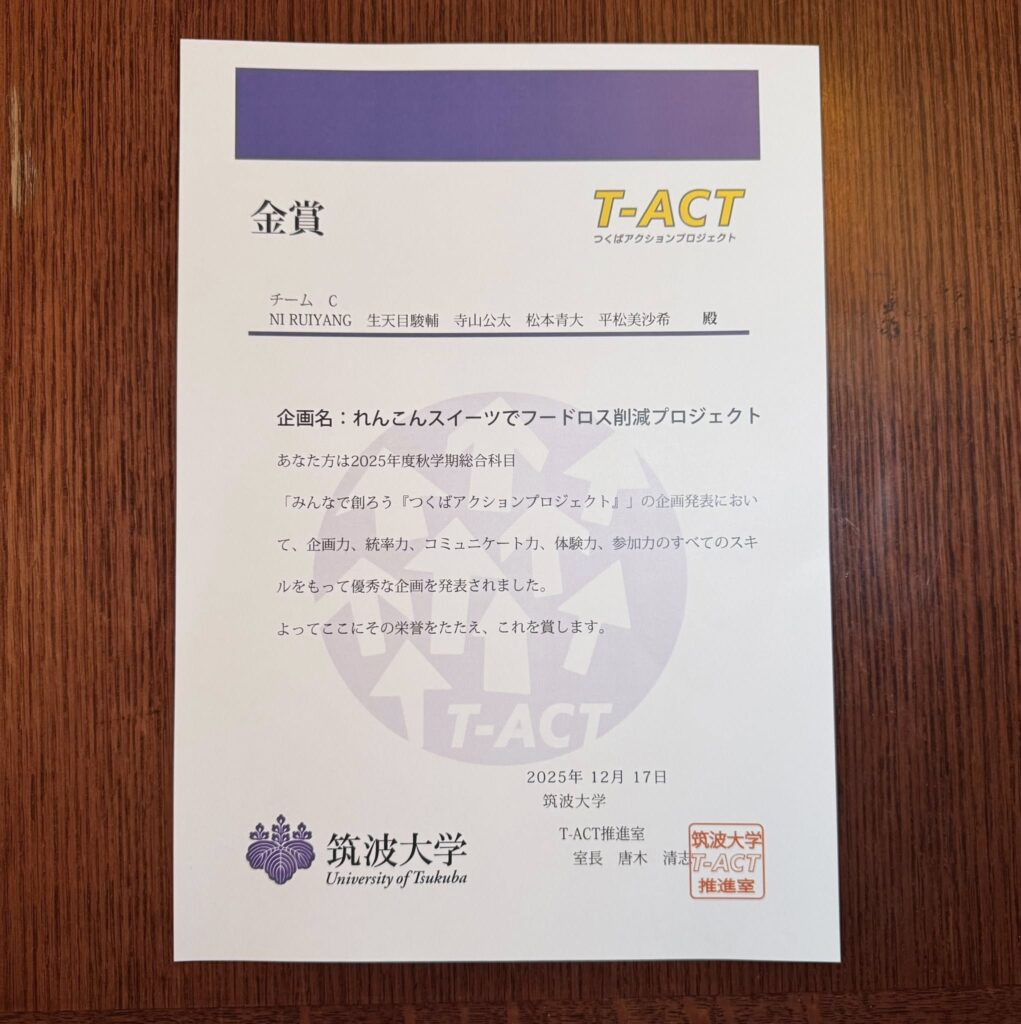 金賞
T-ACT
つくばアクションプロジェクト
チーム C
NI RUIYANG 生天目駿輔 寺山公太 松本青大 平松美沙希 殿
企画名：れんこんスイーツでフードロス削減プロジェクト
あなた方は2025年度秋学期総合科目
「みんなで創ろう『つくばアクションプロジェクト』」の企画発表におい
て、企画力、統率力、コミュニケート力、体験力、参加力のすべてのスキ
ルをもって優秀な企画を発表されました。
よってここにその栄誉をたたえ、これを賞します。
T-ACT
2025年 12月 17日
筑波大学
T-ACT推進室
室長 唐木 清志
筑波大学
T-ACT
推進室
筑波大学
University of Tsukuba